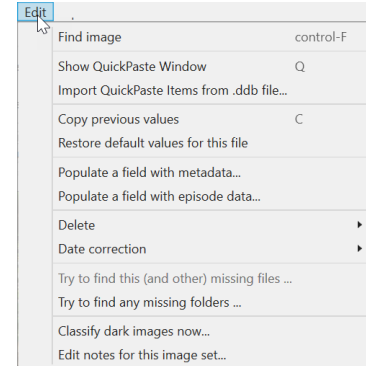 Edit
Find image control-F
Show QuickPaste Window Q
Import QuickPaste Items from .ddb file...
Copy previous values C
Restore default values for this file
Populate a field with metadata...
Populate a field with episode data...
Delete
Date correction
Try to find this (and other) missing files ...
Try to find any missing folders ...
Classify dark images now...
Edit notes for this image set...